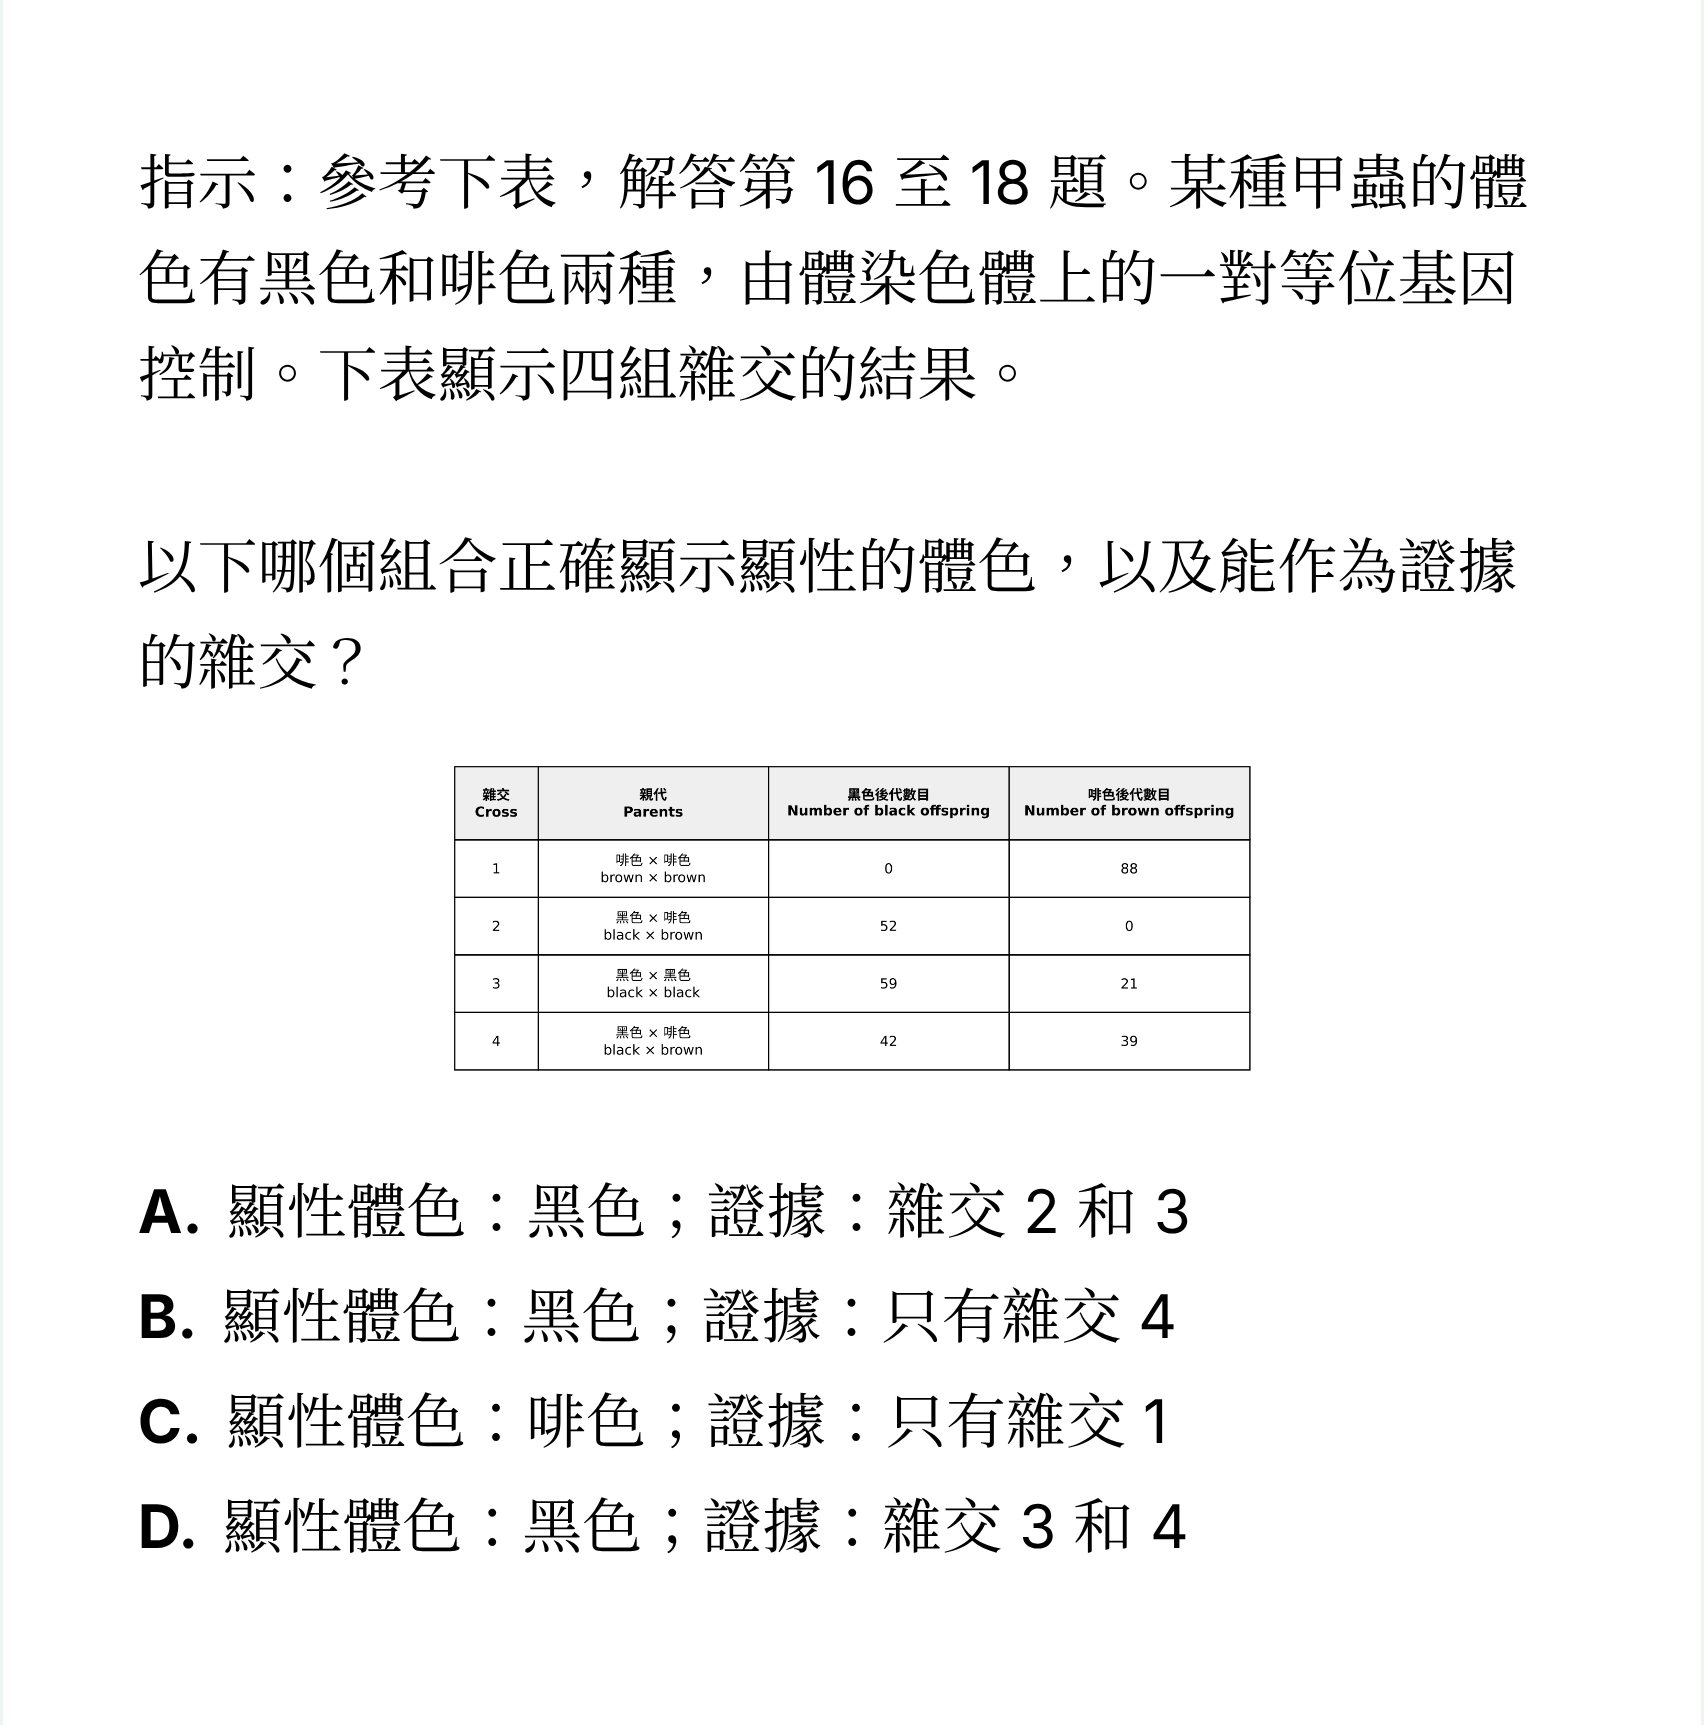 指示：參考下表，解答第 16 至 18 題。某種甲蟲的體
色有黑色和啡色兩種，由體染色體上的一對等位基因
控制。下表顯示四組雜交的結果。
以下哪個組合正確顯示顯性的體色，以及能作為證據
的雜交？
雜交 親代 黑色後代數目 啡色後代數目
Cross Parents Number of black offspring Number of brown offspring
啡色 × 啡色
1 0 88
brown × brown
黑色 × 啡色
2 52 0
black × brown
黑色 × 黑色
3 59 21
black × black
黑色 × 啡色
4 42 39
black × brown
A. 顯性體色：黑色；證據：雜交 2 和 3
B. 顯性體色：黑色；證據：只有雜交 4
C. 顯性體色：啡色；證據：只有雜交 1
D. 顯性體色：黑色；證據：雜交 3 和 4